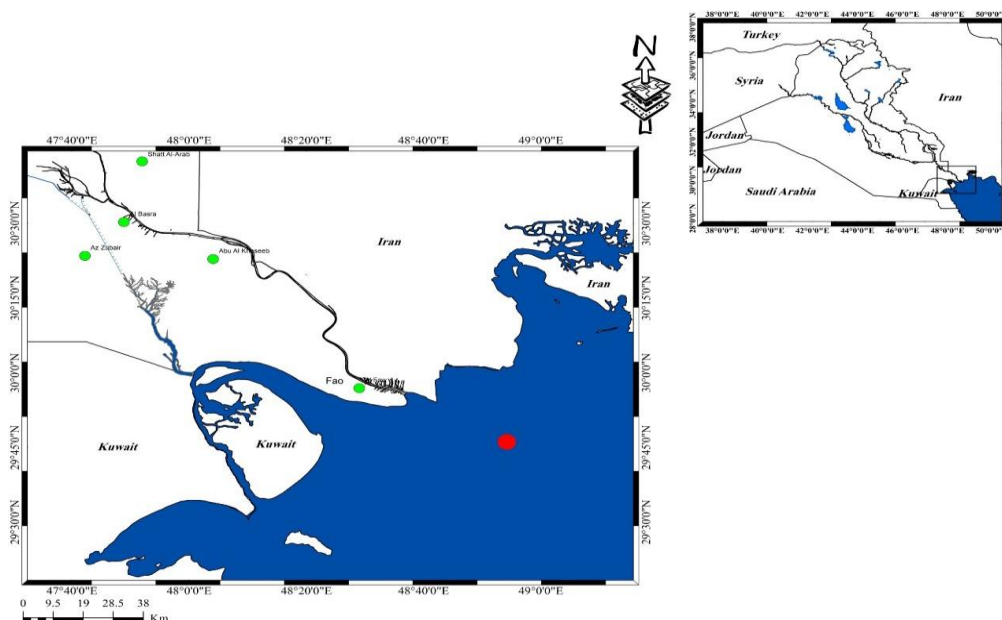 N
38°0'0"E 40°0'0"E 42°0'0"E 44°0'0"E 46°0'0"E 48°0'0"E 50°0'0"E
Turkey
Syria
Iran
Jordan
Jordan
Saudi Arabia
Kuwait
38°0'0"E 40°0'0"E 42°0'0"E 44°0'0"E 46°0'0"E 48°0'0"E 50°0'0"E
47°40'0"E 48°0'0"E 48°20'0"E 48°40'0"E 49°0'0"E
Shatt Al-Arab
Basra
Az Zubair
Abu Al Khaseeb
Iran
Iran
Fao
Kuwait
Kuwait
30°30'0"N
30°15'0"N
30°0'0"N
29°45'0"N
29°30'0"N
30°30'0"N
30°15'0"N
30°0'0"N
29°45'0"N
29°30'0"N
47°40'0"E 48°0'0"E 48°20'0"E 48°40'0"E 49°0'0"E
0 9.5 19 28.5 38
Km